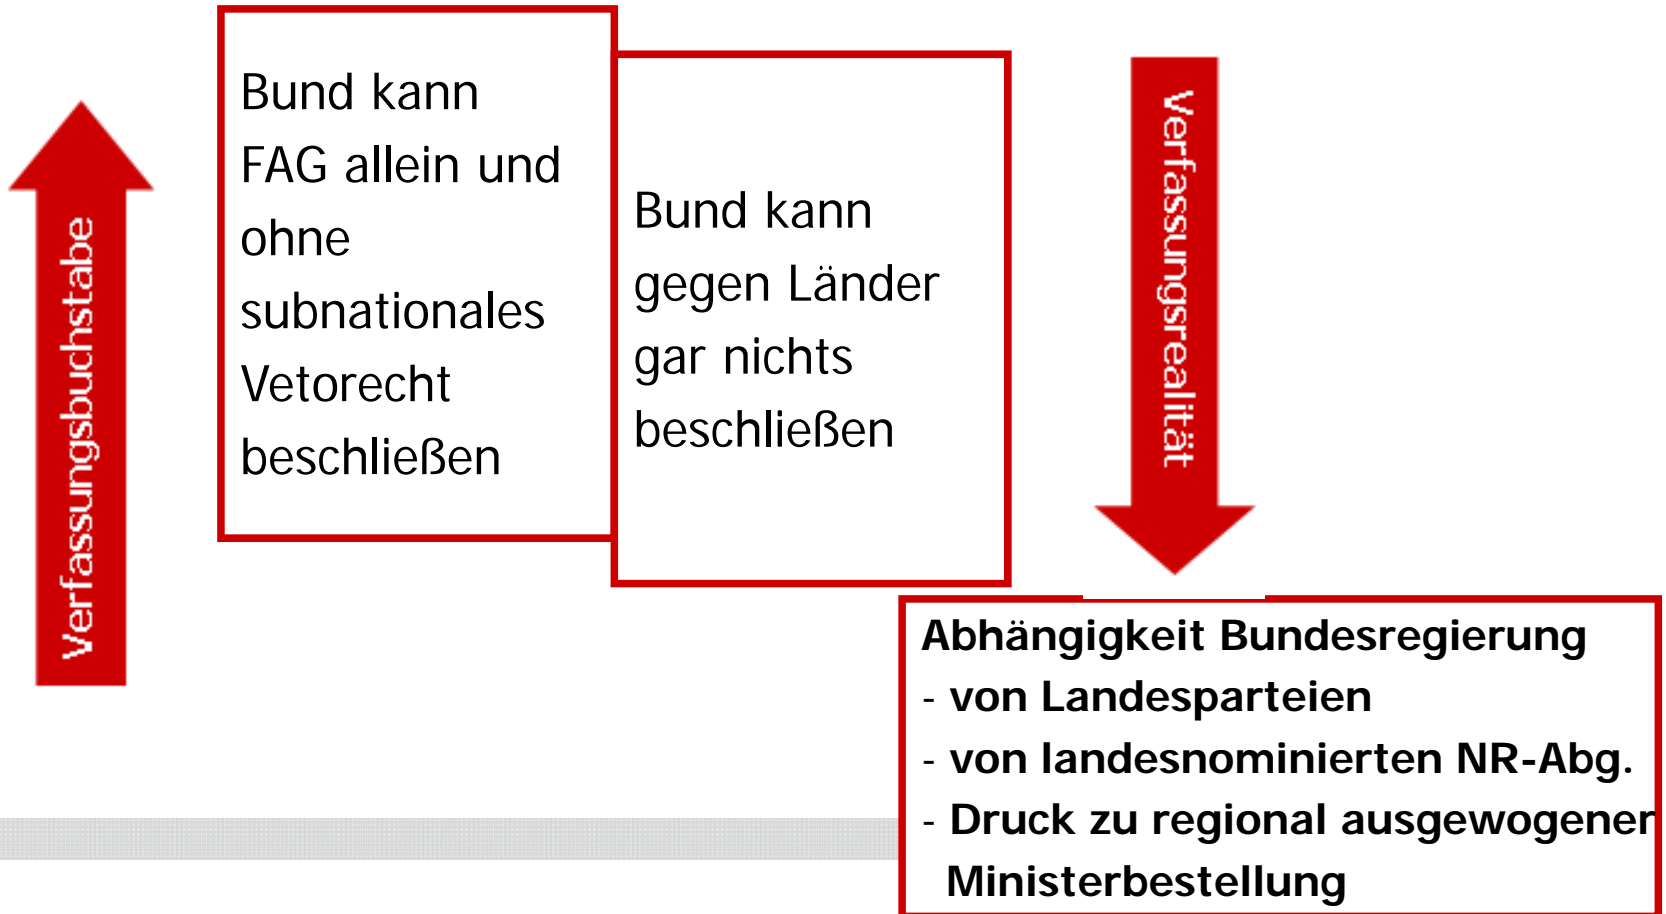 Verfassungsbuchstabe
Bund kann
FAG allein und
ohne
subnationales
Vetorecht
beschließen
Bund kann
gegen Länder
gar nichts
beschließen
Verfassungsrealität
Abhängigkeit Bundesregierung
- von Landesparteien
- von landesnominierten NR-Abg.
- Druck zu regional ausgewogener
Ministerbestellung